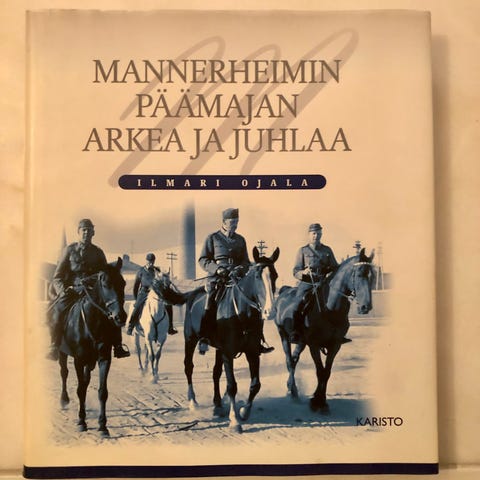 MANNERHEIMIN
PÄÄMAJAN
ARKEA JA JUHLAA
ILMARI OJALA
KARISTO